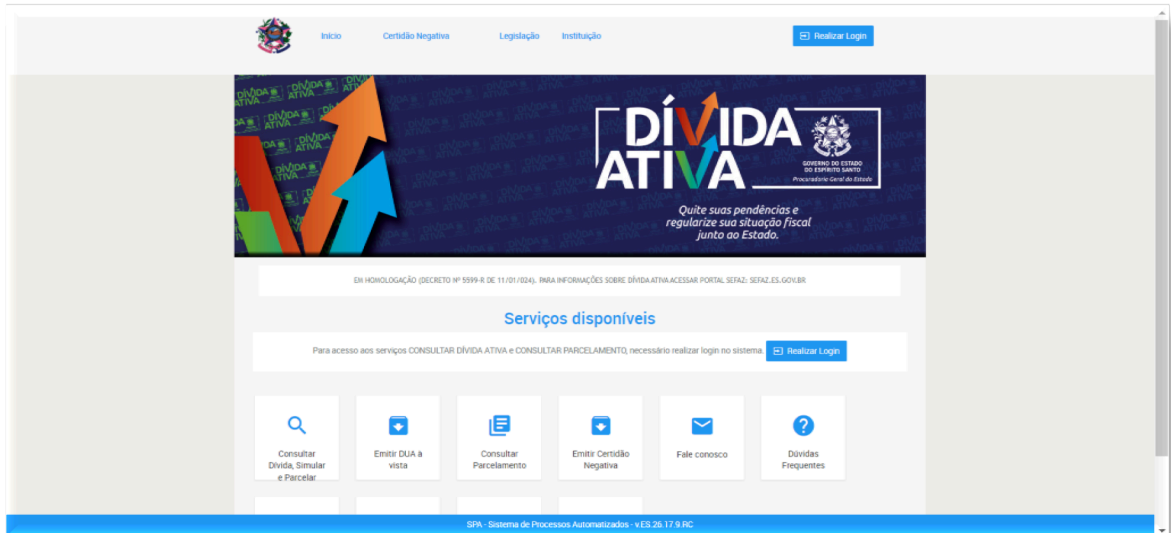 Início Certidão Negativa Legislação Instituição Realizar Login
DÍVIDA
ATIVA
GOVERNO DO ESTADO
DO ESPÍRITO SANTO
Procuradoria Geral do Estado
Quite suas pendências e
regularize sua situação fiscal
junto ao Estado.
EM HOMOLOGAÇÃO (DECRETO Nº 5599-R DE 11/01/024). PARA INFORMAÇÕES SOBRE DÍVIDA ATIVA ACESSAR PORTAL SEFAZ: SEFAZ.ES.GOV.BR
Serviços disponíveis
Para acesso aos serviços CONSULTAR DÍVIDA ATIVA e CONSULTAR PARCELAMENTO, necessário realizar login no sistema. Realizar Login
Consultar
Dívida, Simular
e Parcelar
Emitir DUA à
vista
Consultar
Parcelamento
Emitir Certidão
Negativa
Fale conosco
Dúvidas
Frequentes
SPA - Sistema de Processos Automatizados - v.ES.26.17.9.RC